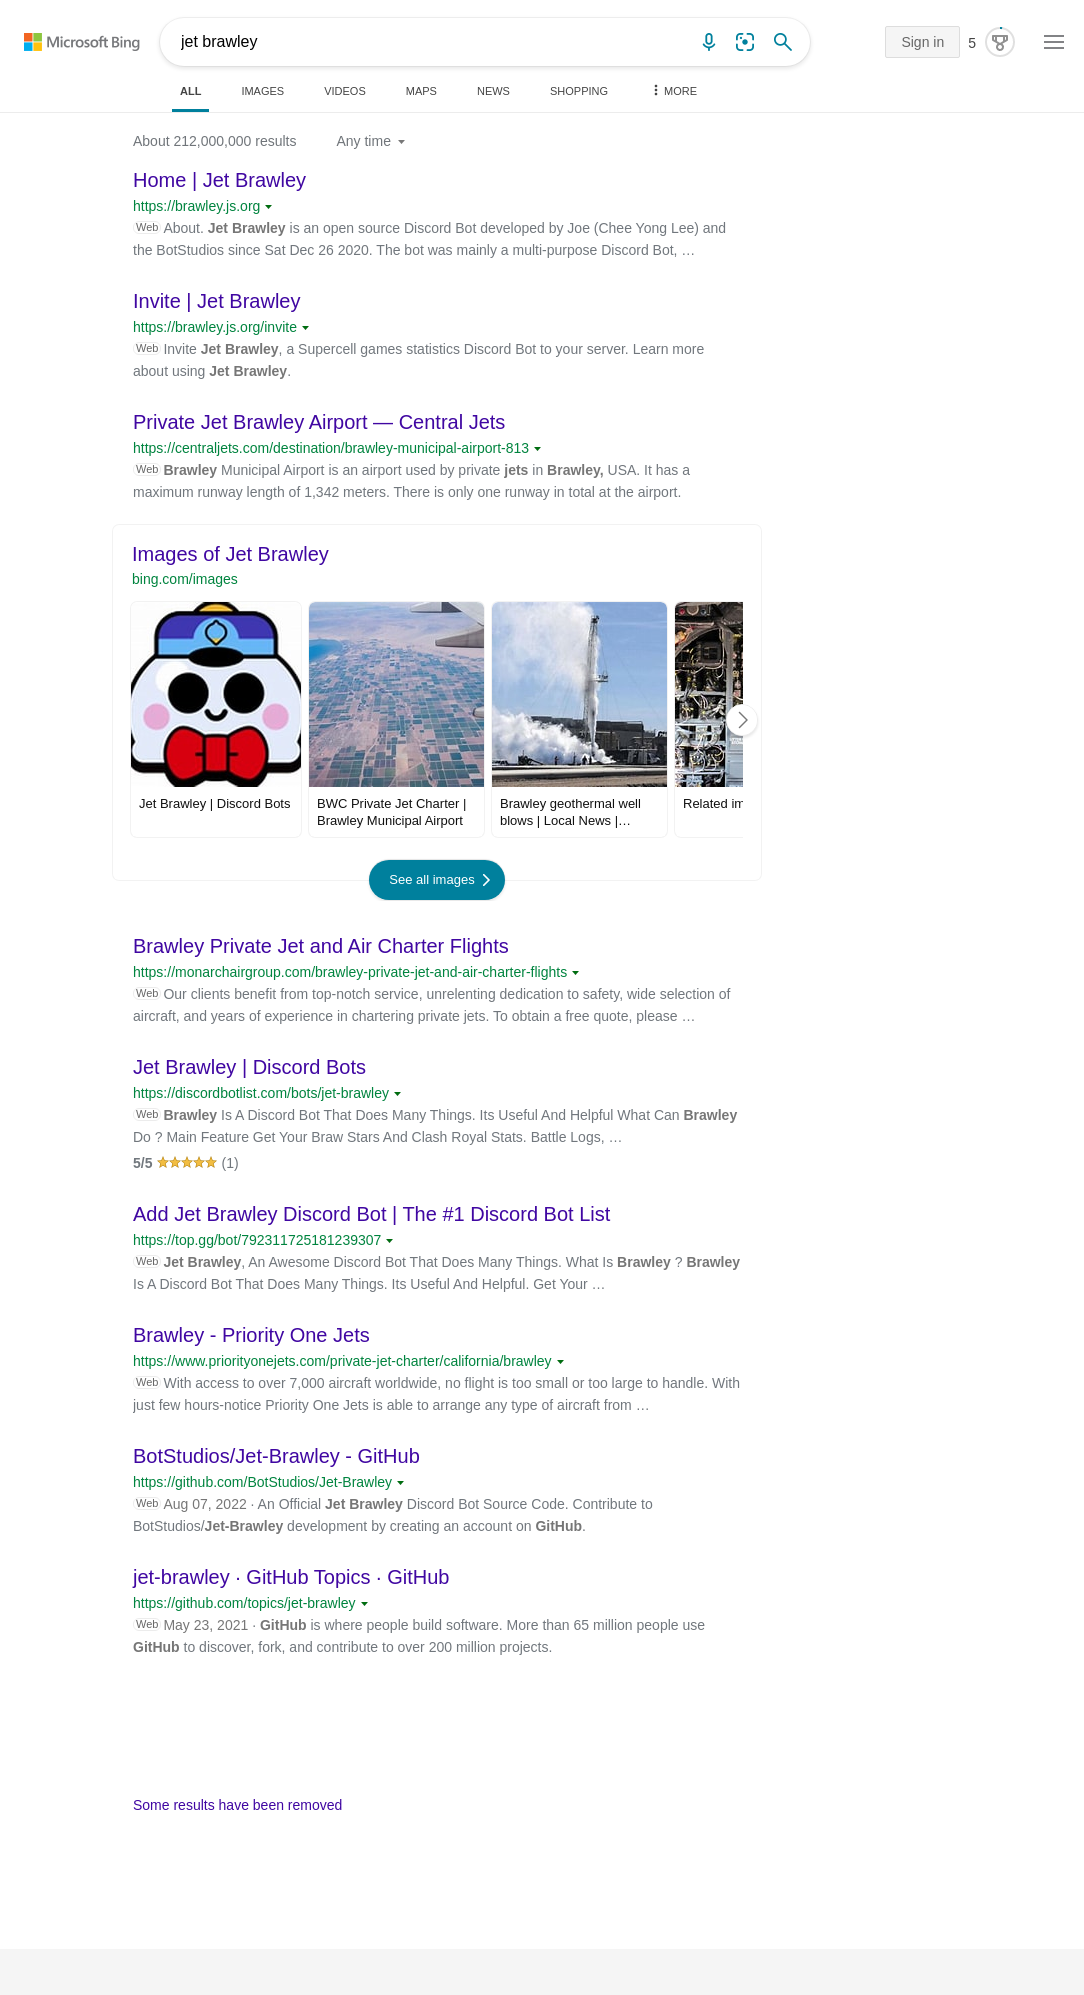 Microsoft Bing
jet brawley
Sign in
5
ALL
IMAGES
VIDEOS
MAPS
NEWS
SHOPPING
MORE
About 212,000,000 results
Any time
Home | Jet Brawley
https://brawley.js.org
Web About. Jet Brawley is an open source Discord Bot developed by Joe (Chee Yong Lee) and
the BotStudios since Sat Dec 26 2020. The bot was mainly a multi-purpose Discord Bot, …
Invite | Jet Brawley
https://brawley.js.org/invite
Web Invite Jet Brawley, a Supercell games statistics Discord Bot to your server. Learn more
about using Jet Brawley.
Private Jet Brawley Airport — Central Jets
https://centraljets.com/destination/brawley-municipal-airport-813
Web Brawley Municipal Airport is an airport used by private jets in Brawley, USA. It has a
maximum runway length of 1,342 meters. There is only one runway in total at the airport.
Images of Jet Brawley
bing.com/images
Jet Brawley | Discord Bots
BWC Private Jet Charter |
Brawley Municipal Airport
Brawley geothermal well
blows | Local News |…
Related im
See all images
Brawley Private Jet and Air Charter Flights
https://monarchairgroup.com/brawley-private-jet-and-air-charter-flights
Web Our clients benefit from top-notch service, unrelenting dedication to safety, wide selection of
aircraft, and years of experience in chartering private jets. To obtain a free quote, please …
Jet Brawley | Discord Bots
https://discordbotlist.com/bots/jet-brawley
Web Brawley Is A Discord Bot That Does Many Things. Its Useful And Helpful What Can Brawley
Do ? Main Feature Get Your Braw Stars And Clash Royal Stats. Battle Logs, …
5/5 ★★★★★ (1)
Add Jet Brawley Discord Bot | The #1 Discord Bot List
https://top.gg/bot/792311725181239307
Web Jet Brawley, An Awesome Discord Bot That Does Many Things. What Is Brawley ? Brawley
Is A Discord Bot That Does Many Things. Its Useful And Helpful. Get Your …
Brawley - Priority One Jets
https://www.priorityonejets.com/private-jet-charter/california/brawley
Web With access to over 7,000 aircraft worldwide, no flight is too small or too large to handle. With
just few hours-notice Priority One Jets is able to arrange any type of aircraft from …
BotStudios/Jet-Brawley - GitHub
https://github.com/BotStudios/Jet-Brawley
Web Aug 07, 2022 · An Official Jet Brawley Discord Bot Source Code. Contribute to
BotStudios/Jet-Brawley development by creating an account on GitHub.
jet-brawley · GitHub Topics · GitHub
https://github.com/topics/jet-brawley
Web May 23, 2021 · GitHub is where people build software. More than 65 million people use
GitHub to discover, fork, and contribute to over 200 million projects.
Some results have been removed